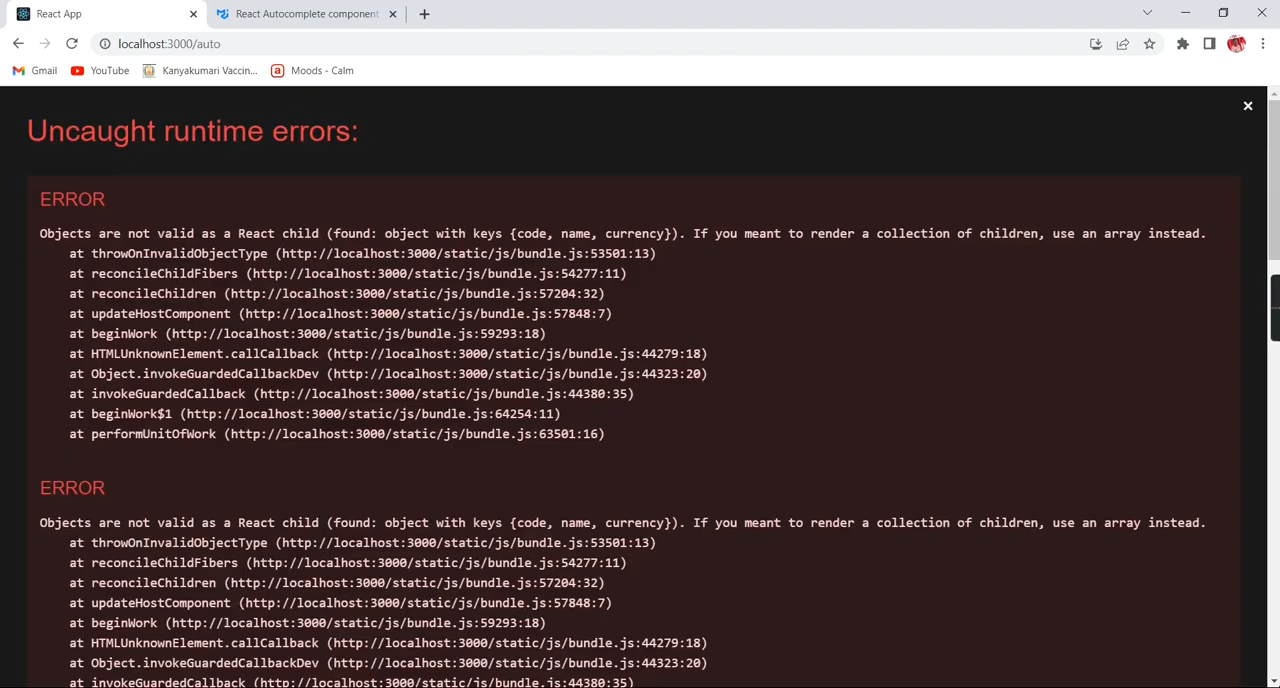 React App
React Autocomplete component
localhost:3000/auto
Gmail
YouTube
Kanyakumari Vaccin...
Moods - Calm
Uncaught runtime errors:
ERROR
Objects are not valid as a React child (found: object with keys {code, name, currency}). If you meant to render a collection of children, use an array instead.
at throwOnInvalidObjectType (http://localhost:3000/static/js/bundle.js:53501:13)
at reconcileChildFibers (http://localhost:3000/static/js/bundle.js:54277:11)
at reconcileChildren (http://localhost:3000/static/js/bundle.js:57204:32)
at updateHostComponent (http://localhost:3000/static/js/bundle.js:57848:7)
at beginWork (http://localhost:3000/static/js/bundle.js:59293:18)
at HTMLUnknownElement.callCallback (http://localhost:3000/static/js/bundle.js:44279:18)
at Object.invokeGuardedCallbackDev (http://localhost:3000/static/js/bundle.js:44323:20)
at invokeGuardedCallback (http://localhost:3000/static/js/bundle.js:44380:35)
at beginWork$1 (http://localhost:3000/static/js/bundle.js:64254:11)
at performUnitOfWork (http://localhost:3000/static/js/bundle.js:63501:16)
ERROR
Objects are not valid as a React child (found: object with keys {code, name, currency}). If you meant to render a collection of children, use an array instead.
at throwOnInvalidObjectType (http://localhost:3000/static/js/bundle.js:53501:13)
at reconcileChildFibers (http://localhost:3000/static/js/bundle.js:54277:11)
at reconcileChildren (http://localhost:3000/static/js/bundle.js:57204:32)
at updateHostComponent (http://localhost:3000/static/js/bundle.js:57848:7)
at beginWork (http://localhost:3000/static/js/bundle.js:59293:18)
at HTMLUnknownElement.callCallback (http://localhost:3000/static/js/bundle.js:44279:18)
at Object.invokeGuardedCallbackDev (http://localhost:3000/static/js/bundle.js:44323:20)
at invokeGuardedCallback (http://localhost:3000/static/js/bundle.js:44380:35)